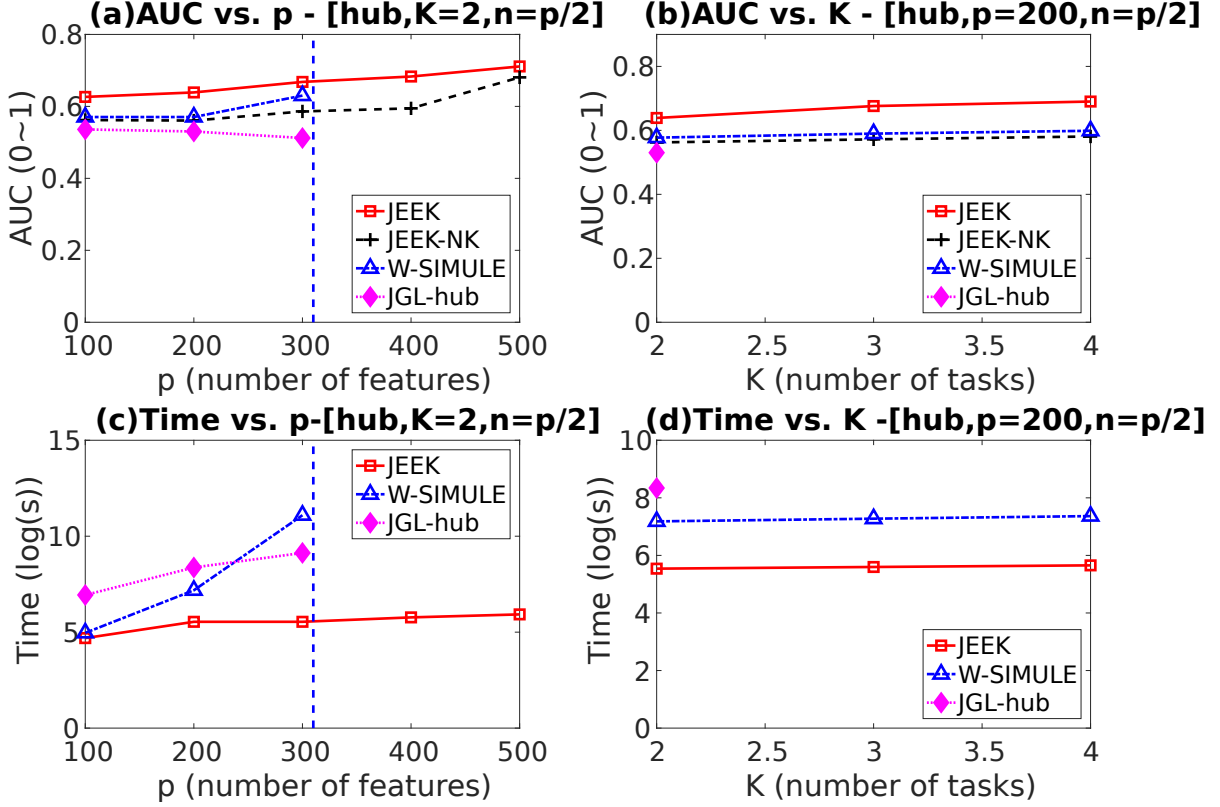 (a)AUC vs. p - [hub,K=2,n=p/2]
AUC (0~1)
0.8
0.6
0.4
0.2
0
JEEK
JEEK-NK
W-SIMULE
JGL-hub
100 200 300 400 500
p (number of features)
(b)AUC vs. K - [hub,p=200,n=p/2]
AUC (0~1)
0.8
0.6
0.4
0.2
0
JEEK
JEEK-NK
W-SIMULE
JGL-hub
2 2.5 3 3.5 4
K (number of tasks)
(c)Time vs. p-[hub,K=2,n=p/2]
Time (log(s))
15
10
5
0
JEEK
W-SIMULE
JGL-hub
100 200 300 400 500
p (number of features)
(d)Time vs. K -[hub,p=200,n=p/2]
Time (log(s))
10
8
6
4
2
0
JEEK
W-SIMULE
JGL-hub
2 2.5 3 3.5 4
K (number of tasks)